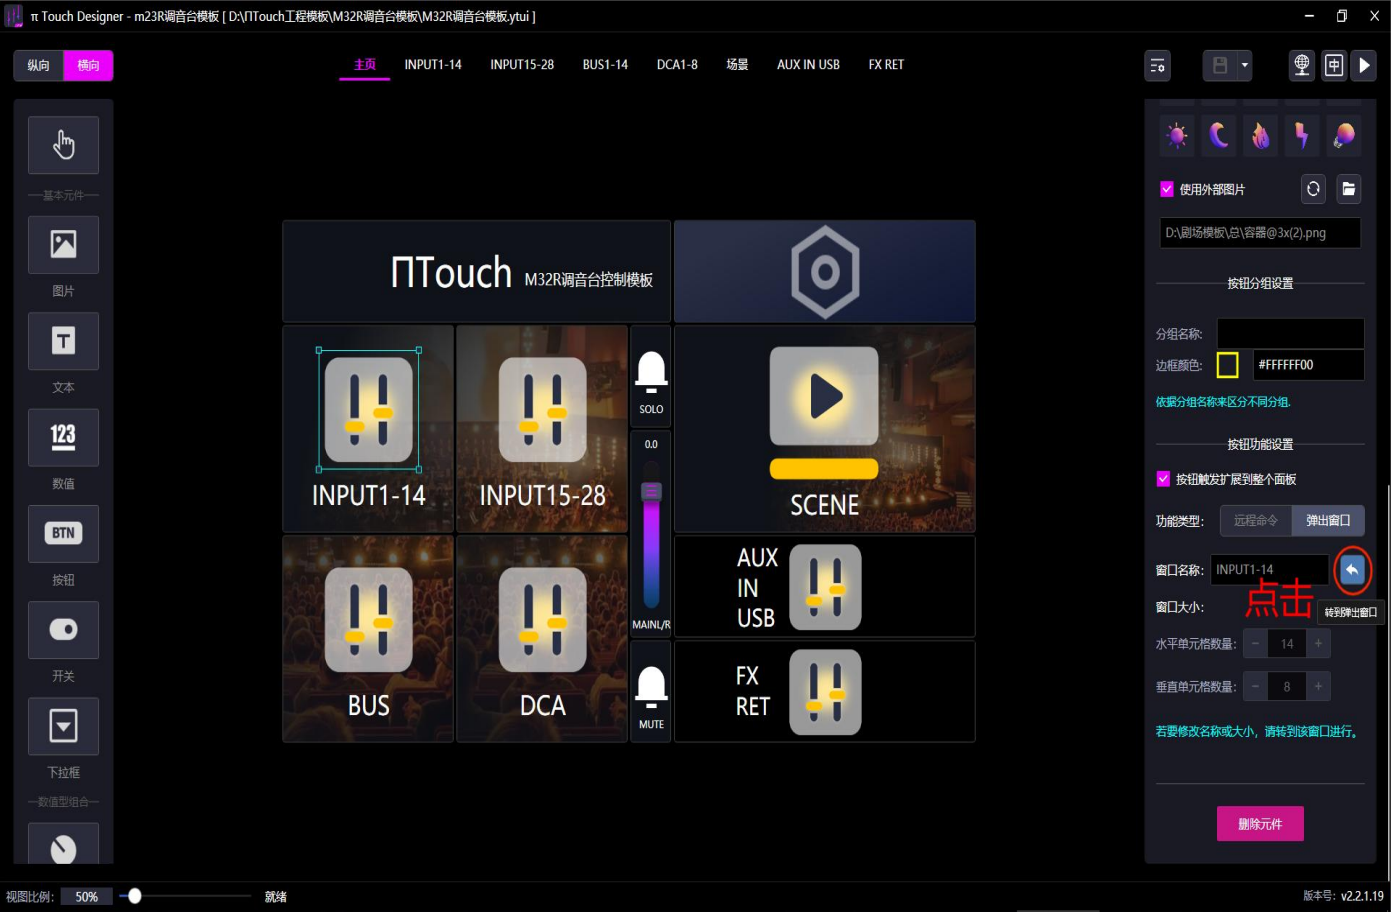 π Touch Designer - m23R调音台模板 [ D:\ΠTouch工程模板\M32R调音台模板\M32R调音台模板.ytui ]
纵向 横向
主页 INPUT1-14 INPUT15-28 BUS1-14 DCA1-8 场景 AUX IN USB FX RET
中
基本元件
图片
T
文本
123
数值
BTN
按钮
开关
下拉框
数值型组合
ΠTouch M32R调音台控制模板
INPUT1-14
INPUT15-28
SOLO
0.0
MAINL/R
MUTE
SCENE
BUS
DCA
AUX
IN
USB
FX
RET
使用外部图片
D:\剧场模板\总\容器@3x(2).png
按钮分组设置
分组名称:
边框颜色: #FFFFFF00
依据分组名称来区分不同分组.
按钮功能设置
按钮触发扩展到整个面板
功能类型: 远程命令 弹出窗口
窗口名称: INPUT1-14
点击
转到弹出窗口
窗口大小:
水平单元格数量: - 14 +
垂直单元格数量: - 8 +
若要修改名称或大小，请转到该窗口进行。
删除元件
视图比例: 50% 就绪
版本号: v2.2.1.19